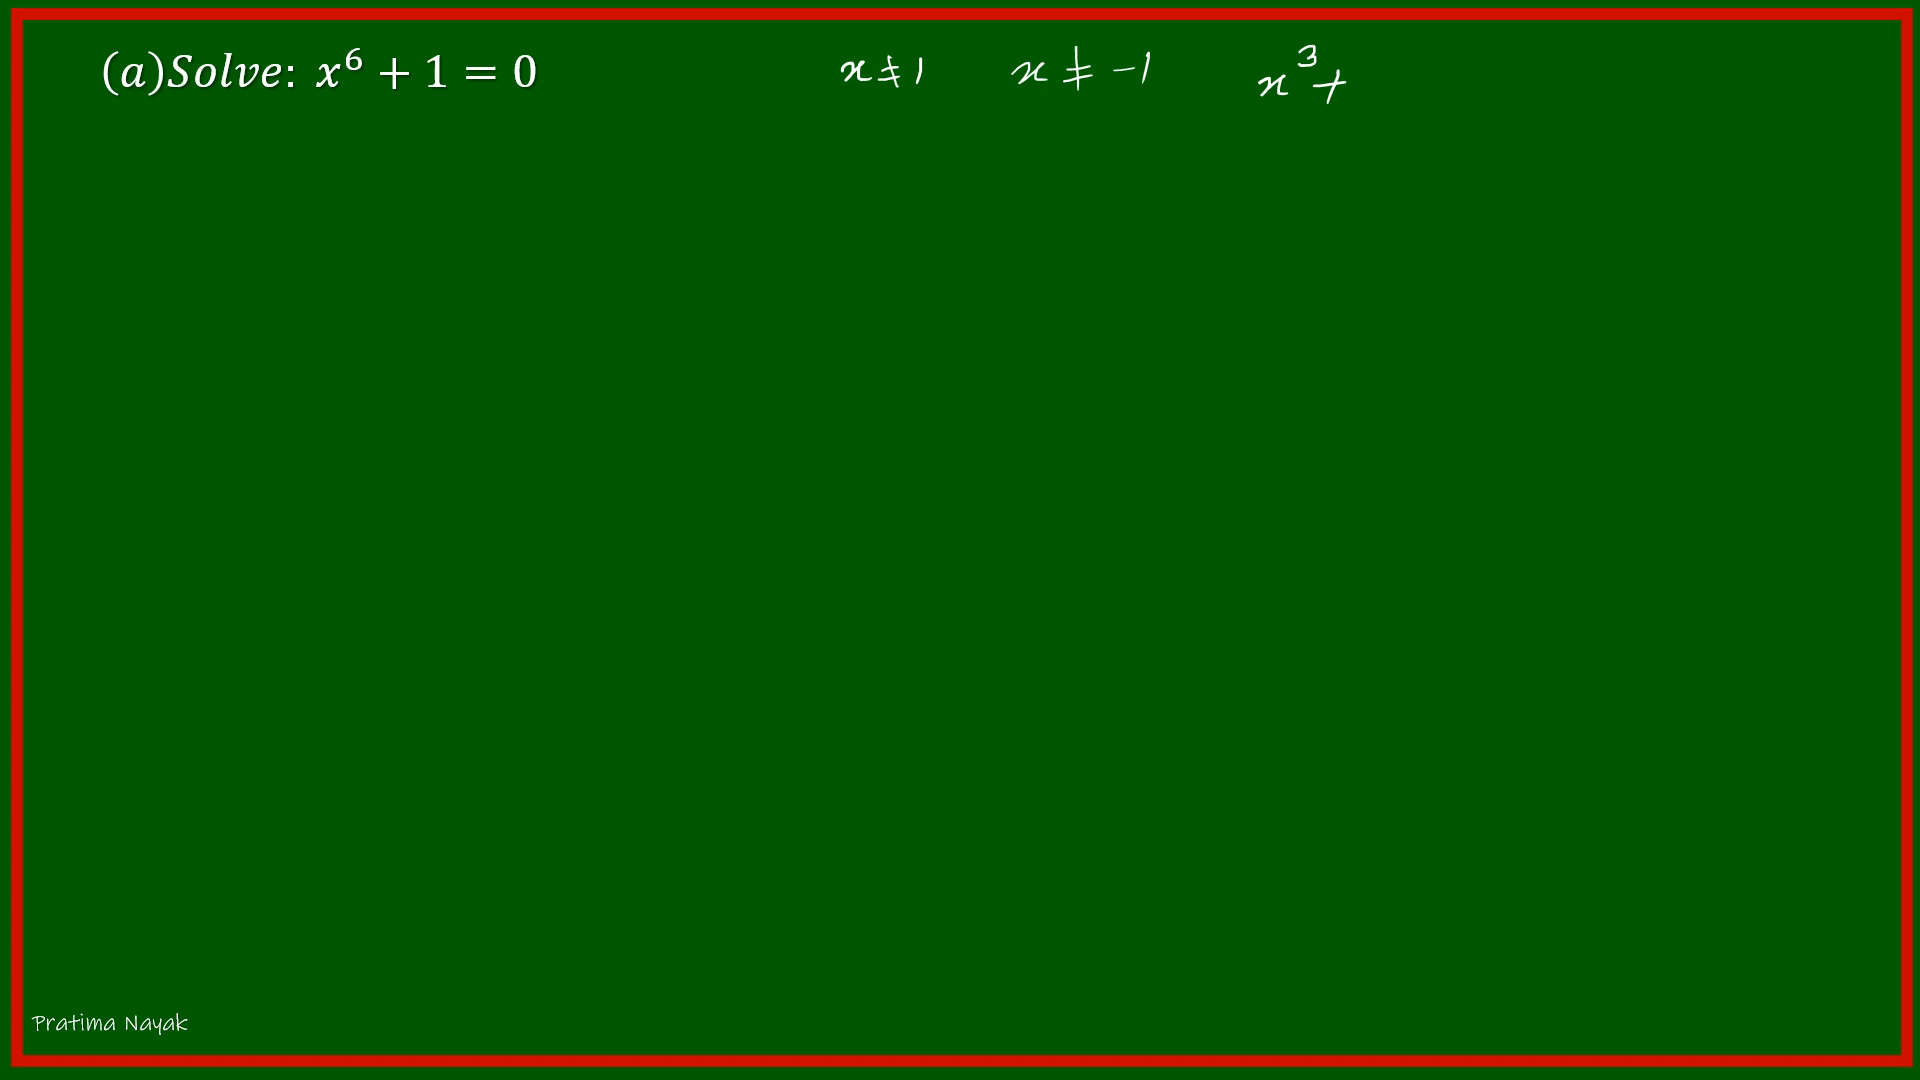 (a)Solve: x⁶ + 1 = 0 x ≠ 1 x ≠ -1 x³+
Pratima Nayak